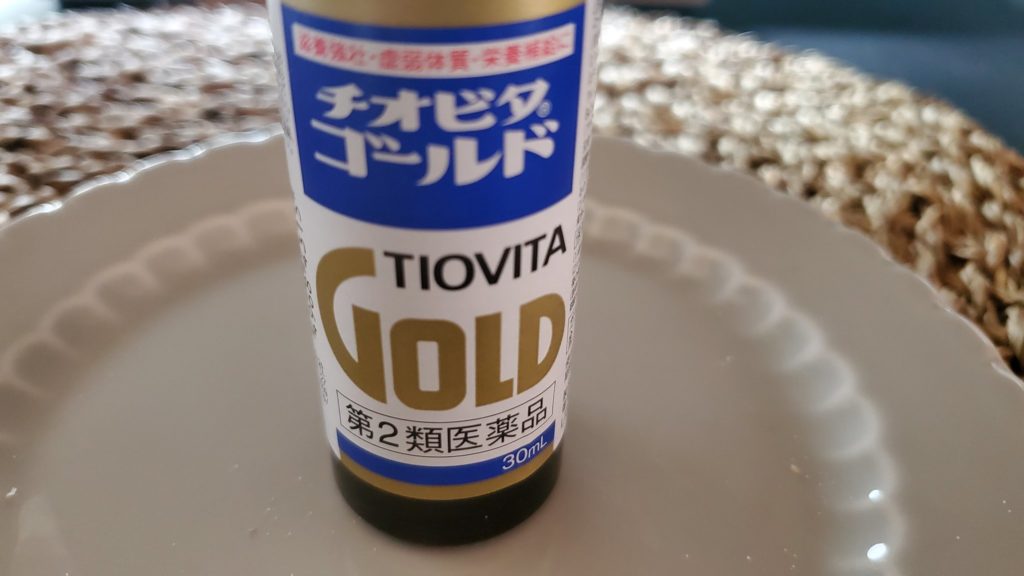 滋養強壮・虚弱体質・栄養補給に
チオビタ®
ゴールド
TIOVITA
GOLD
第2類医薬品
30mL